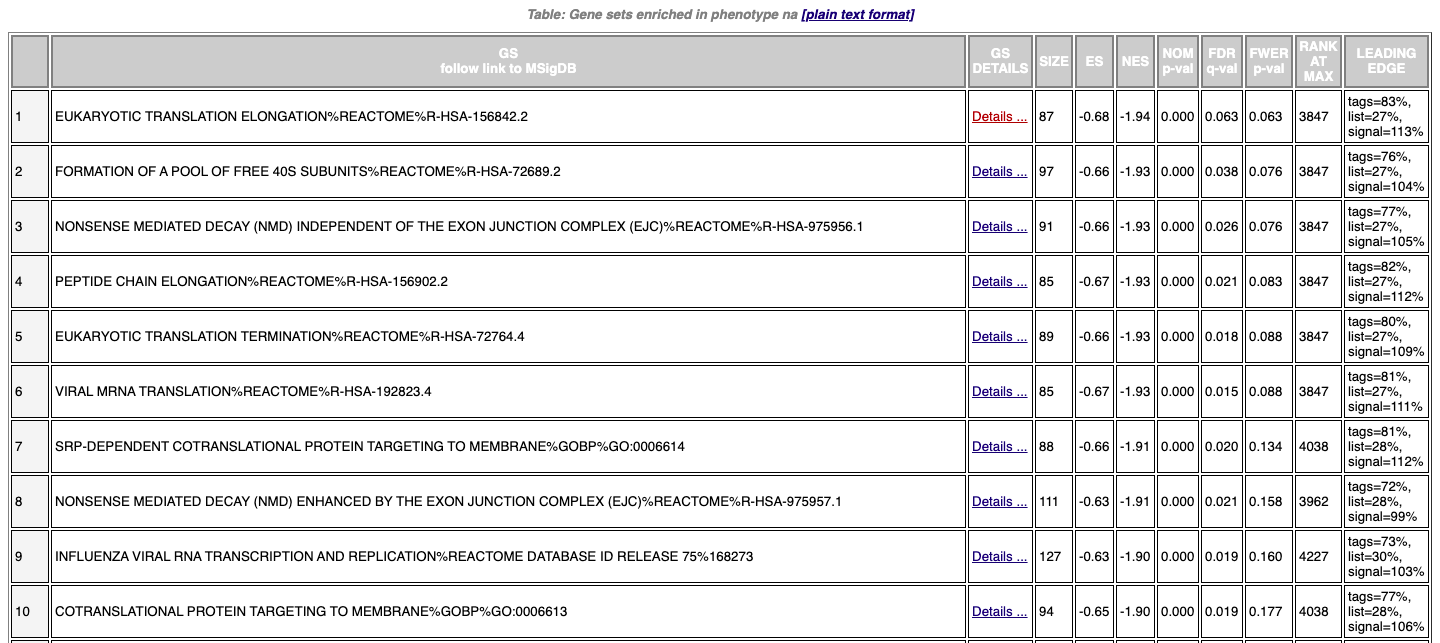 Table: Gene sets enriched in phenotype na [plain text format]
GS
follow link to MSigDB
GS
DETAILS
SIZE
ES
NES
NOM
p-val
FDR
q-val
FWER
p-val
RANK
AT
MAX
LEADING
EDGE
1 EUKARYOTIC TRANSLATION ELONGATION%REACTOME%R-HSA-156842.2 Details ... 87 -0.68 -1.94 0.000 0.063 0.063 3847
tags=83%,
list=27%,
signal=113%
2 FORMATION OF A POOL OF FREE 40S SUBUNITS%REACTOME%R-HSA-72689.2 Details ... 97 -0.66 -1.93 0.000 0.038 0.076 3847
tags=76%,
list=27%,
signal=104%
3 NONSENSE MEDIATED DECAY (NMD) INDEPENDENT OF THE EXON JUNCTION COMPLEX (EJC)%REACTOME%R-HSA-975956.1 Details ... 91 -0.66 -1.93 0.000 0.026 0.076 3847
tags=77%,
list=27%,
signal=105%
4 PEPTIDE CHAIN ELONGATION%REACTOME%R-HSA-156902.2 Details ... 85 -0.67 -1.93 0.000 0.021 0.083 3847
tags=82%,
list=27%,
signal=112%
5 EUKARYOTIC TRANSLATION TERMINATION%REACTOME%R-HSA-72764.4 Details ... 89 -0.66 -1.93 0.000 0.018 0.088 3847
tags=80%,
list=27%,
signal=109%
6 VIRAL MRNA TRANSLATION%REACTOME%R-HSA-192823.4 Details ... 85 -0.67 -1.93 0.000 0.015 0.088 3847
tags=81%,
list=27%,
signal=111%
7 SRP-DEPENDENT COTRANSLATIONAL PROTEIN TARGETING TO MEMBRANE%GOBP%GO:0006614 Details ... 88 -0.66 -1.91 0.000 0.020 0.134 4038
tags=81%,
list=28%,
signal=112%
8 NONSENSE MEDIATED DECAY (NMD) ENHANCED BY THE EXON JUNCTION COMPLEX (EJC)%REACTOME%R-HSA-975957.1 Details ... 111 -0.63 -1.91 0.000 0.021 0.158 3962
tags=72%,
list=28%,
signal=99%
9 INFLUENZA VIRAL RNA TRANSCRIPTION AND REPLICATION%REACTOME DATABASE ID RELEASE 75%168273 Details ... 127 -0.63 -1.90 0.000 0.019 0.160 4227
tags=73%,
list=30%,
signal=103%
10 COTRANSLATIONAL PROTEIN TARGETING TO MEMBRANE%GOBP%GO:0006613 Details ... 94 -0.65 -1.90 0.000 0.019 0.177 4038
tags=77%,
list=28%,
signal=106%